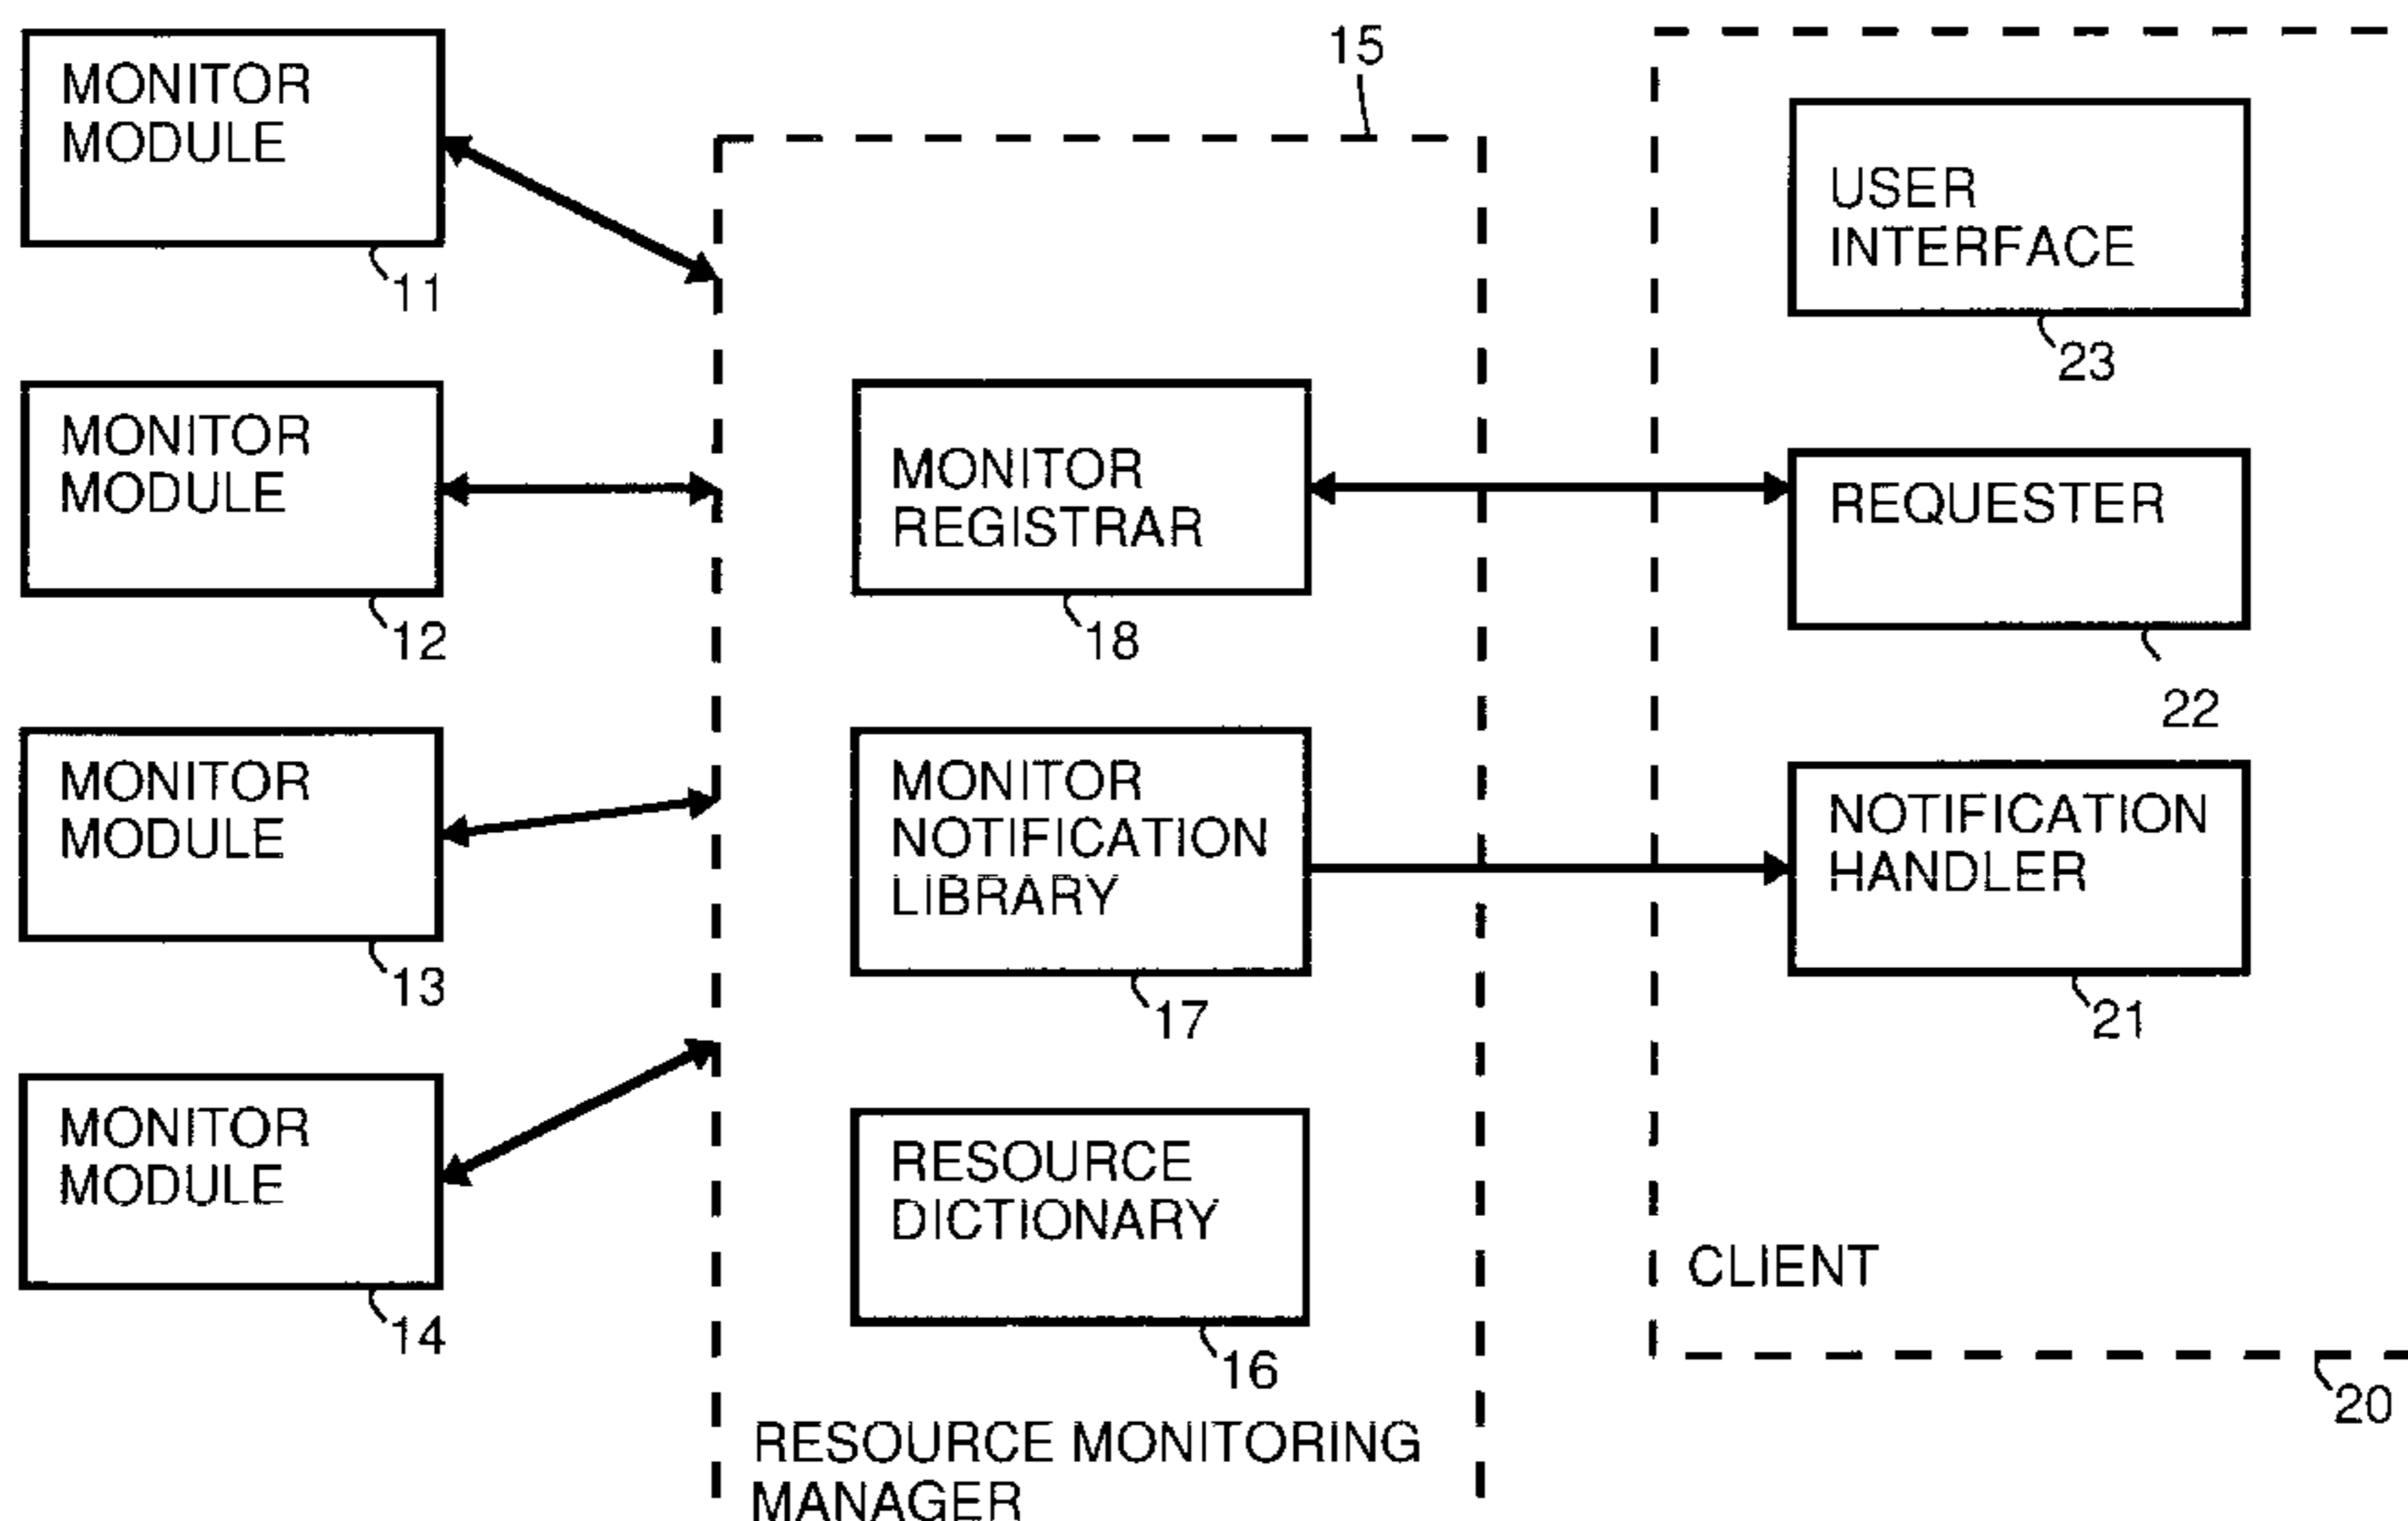 MONITOR
MODULE
11
MONITOR
MODULE
12
MONITOR
MODULE
13
MONITOR
MODULE
14
15
MONITOR
REGISTRAR
18
MONITOR
NOTIFICATION
LIBRARY
17
RESOURCE
DICTIONARY
16
RESOURCE MONITORING
MANAGER
USER
INTERFACE
23
REQUESTER
22
NOTIFICATION
HANDLER
21
CLIENT
20